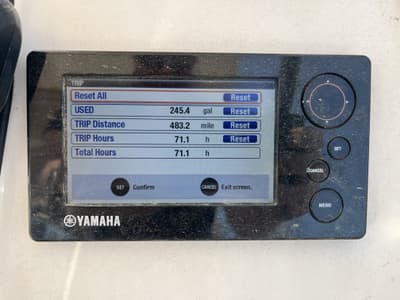 TRIP
Reset All Reset
USED 245.4 gal Reset
TRIP Distance 483.2 mile Reset
TRIP Hours 71.1 h Reset
Total Hours 71.1 h
SET Confirm CANCEL Exit screen.
SET
CANCEL
MENU
YAMAHA